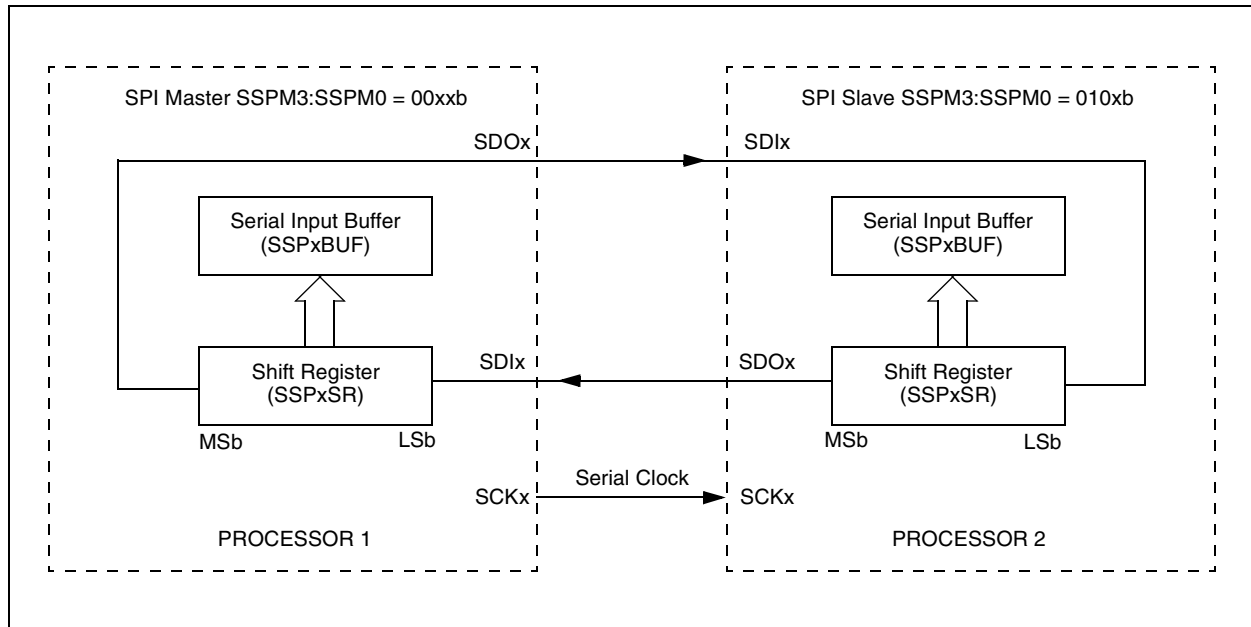 SPI Master SSPM3:SSPM0 = 00xxb
SPI Slave SSPM3:SSPM0 = 010xb
SDOx
SDIx
Serial Input Buffer
(SSPxBUF)
Serial Input Buffer
(SSPxBUF)
Shift Register
(SSPxSR)
MSb
LSb
SDIx
SDOx
Shift Register
(SSPxSR)
MSb
LSb
Serial Clock
SCKx
SCKx
PROCESSOR 1
PROCESSOR 2